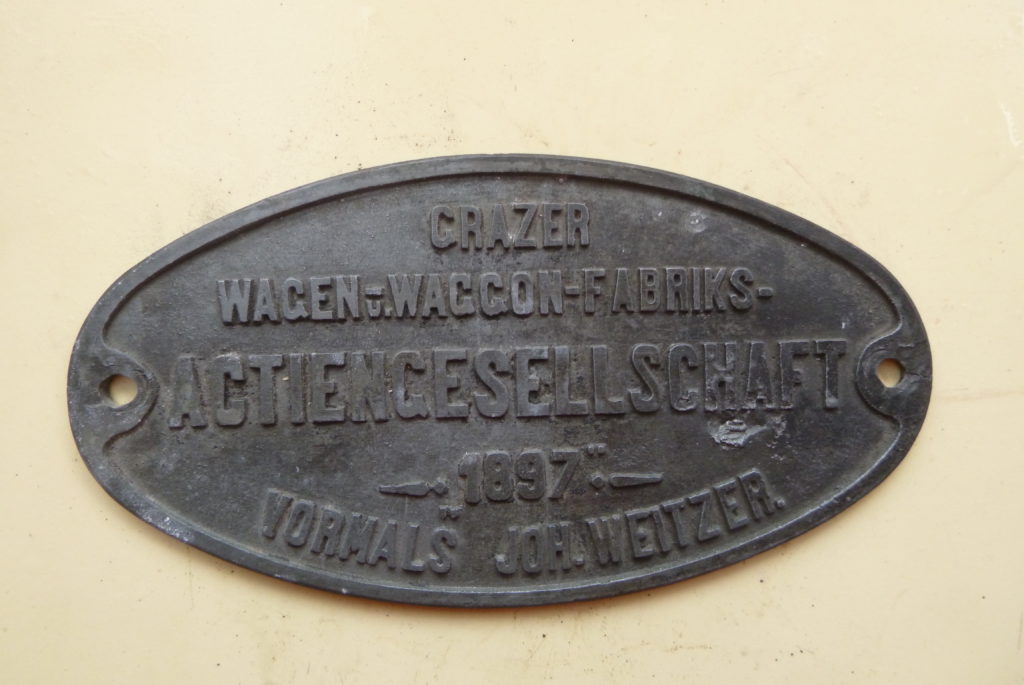 GRAZER
WAGEN-U.WAGGON-FABRIKS-
ACTIENGESELLSCHAFT
"1897"
VORMALS JOH.WEITZER.